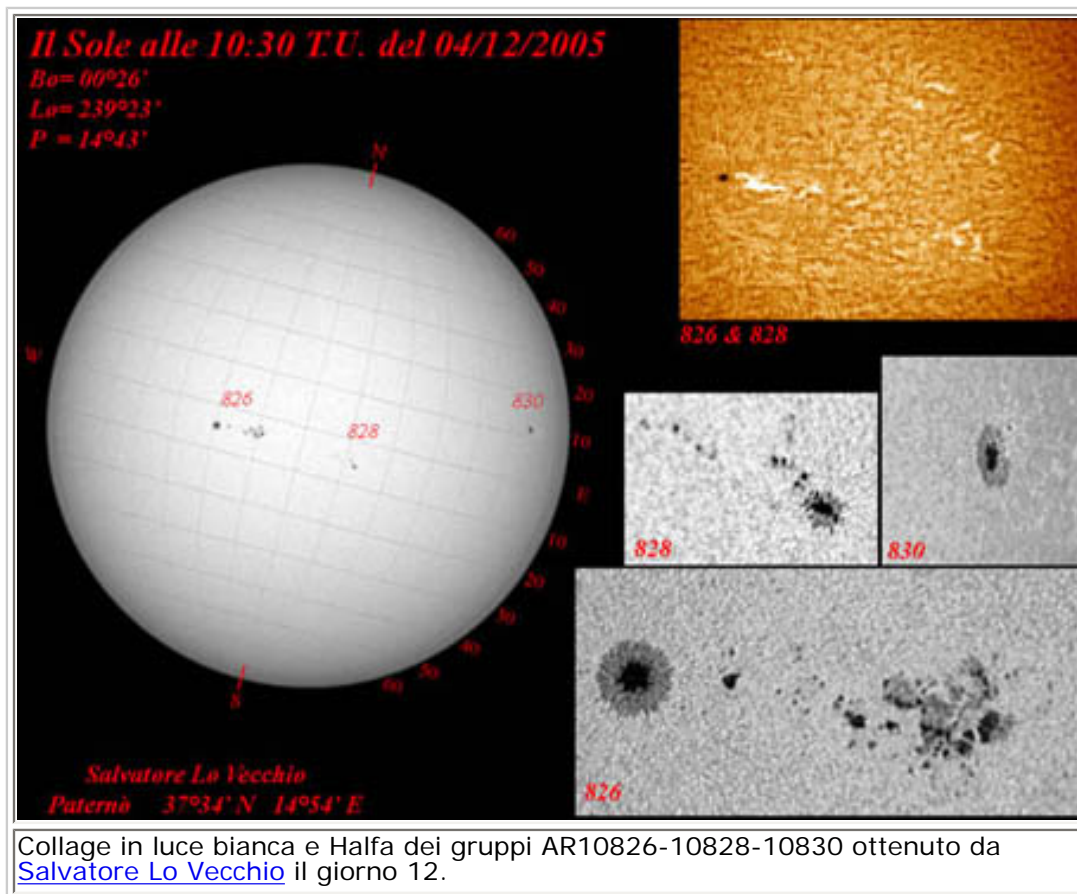 Il Sole alle 10:30 T.U. del 04/12/2005
Bo= 00°26'
Lo= 239°23'
P = 14°43'
N
60
50
40
30
20
10
E
10
20
30
40
50
60
S
W
826
828
830
826 & 828
828
830
826
Salvatore Lo Vecchio
Paternò 37°34' N 14°54' E
Collage in luce bianca e Halfa dei gruppi AR10826-10828-10830 ottenuto da
Salvatore Lo Vecchio il giorno 12.